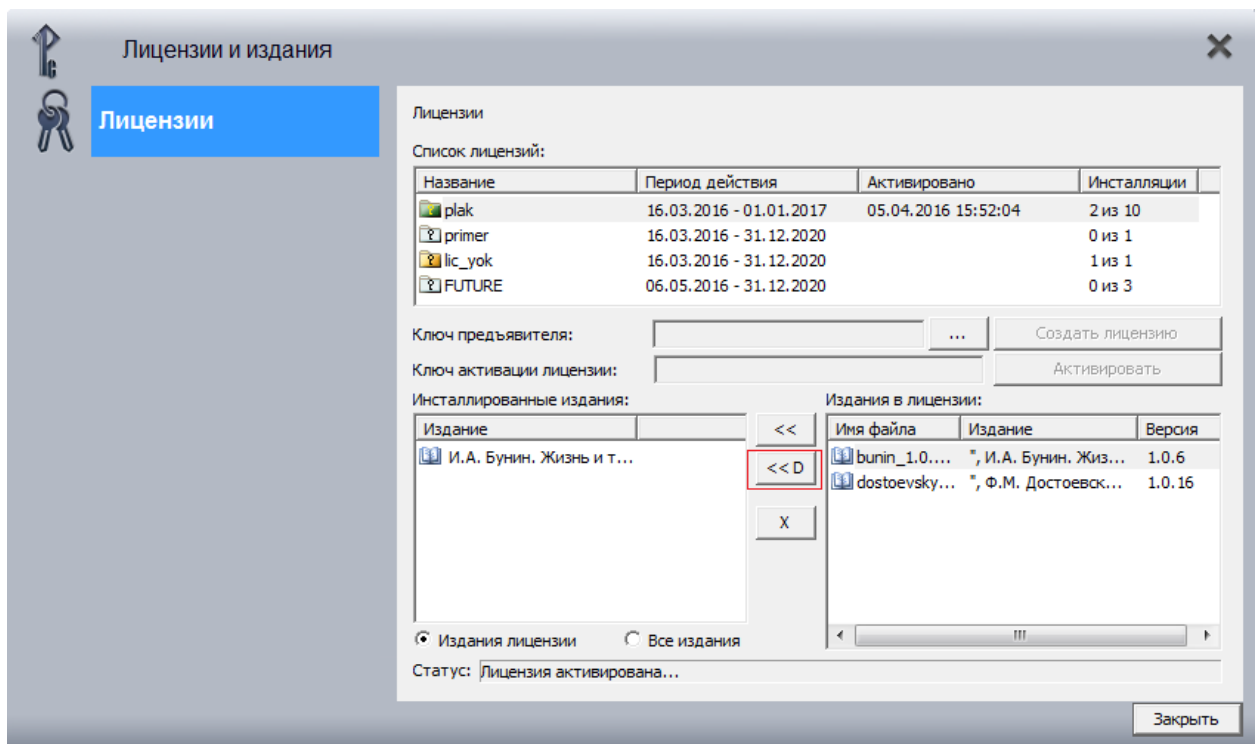 Лицензии и издания
Лицензии
Лицензии
Список лицензий:
Название Период действия Активировано Инсталляции
plak 16.03.2016 - 01.01.2017 05.04.2016 15:52:04 2 из 10
primer 16.03.2016 - 31.12.2020 0 из 1
lic_yok 16.03.2016 - 31.12.2020 1 из 1
FUTURE 06.05.2016 - 31.12.2020 0 из 3
Ключ предъявителя: ... Создать лицензию
Ключ активации лицензии: Активировать
Инсталлированные издания: Издания в лицензии:
Издание << Имя файла Издание Версия
И.А. Бунин. Жизнь и т... << D bunin_1.0.... ", И.А. Бунин. Жиз... 1.0.6
dostoevsky... ", Ф.М. Достоевск... 1.0.16
X
Издания лицензии Все издания
Статус: Лицензия активирована...
Закрыть